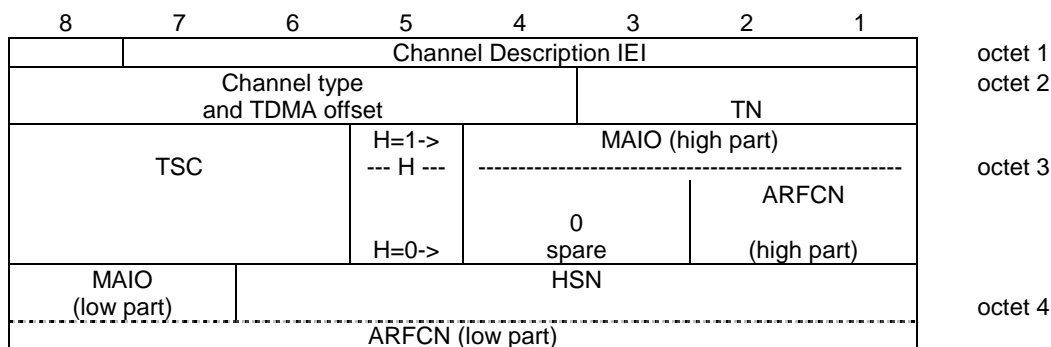 8 7 6 5 4 3 2 1
Channel Description IEI octet 1
Channel type octet 2
and TDMA offset TN
H=1-> MAIO (high part)
TSC --- H --- ---------------------------------------------------- octet 3
ARFCN
0
H=0-> spare (high part)
MAIO HSN
(low part) octet 4
ARFCN (low part)